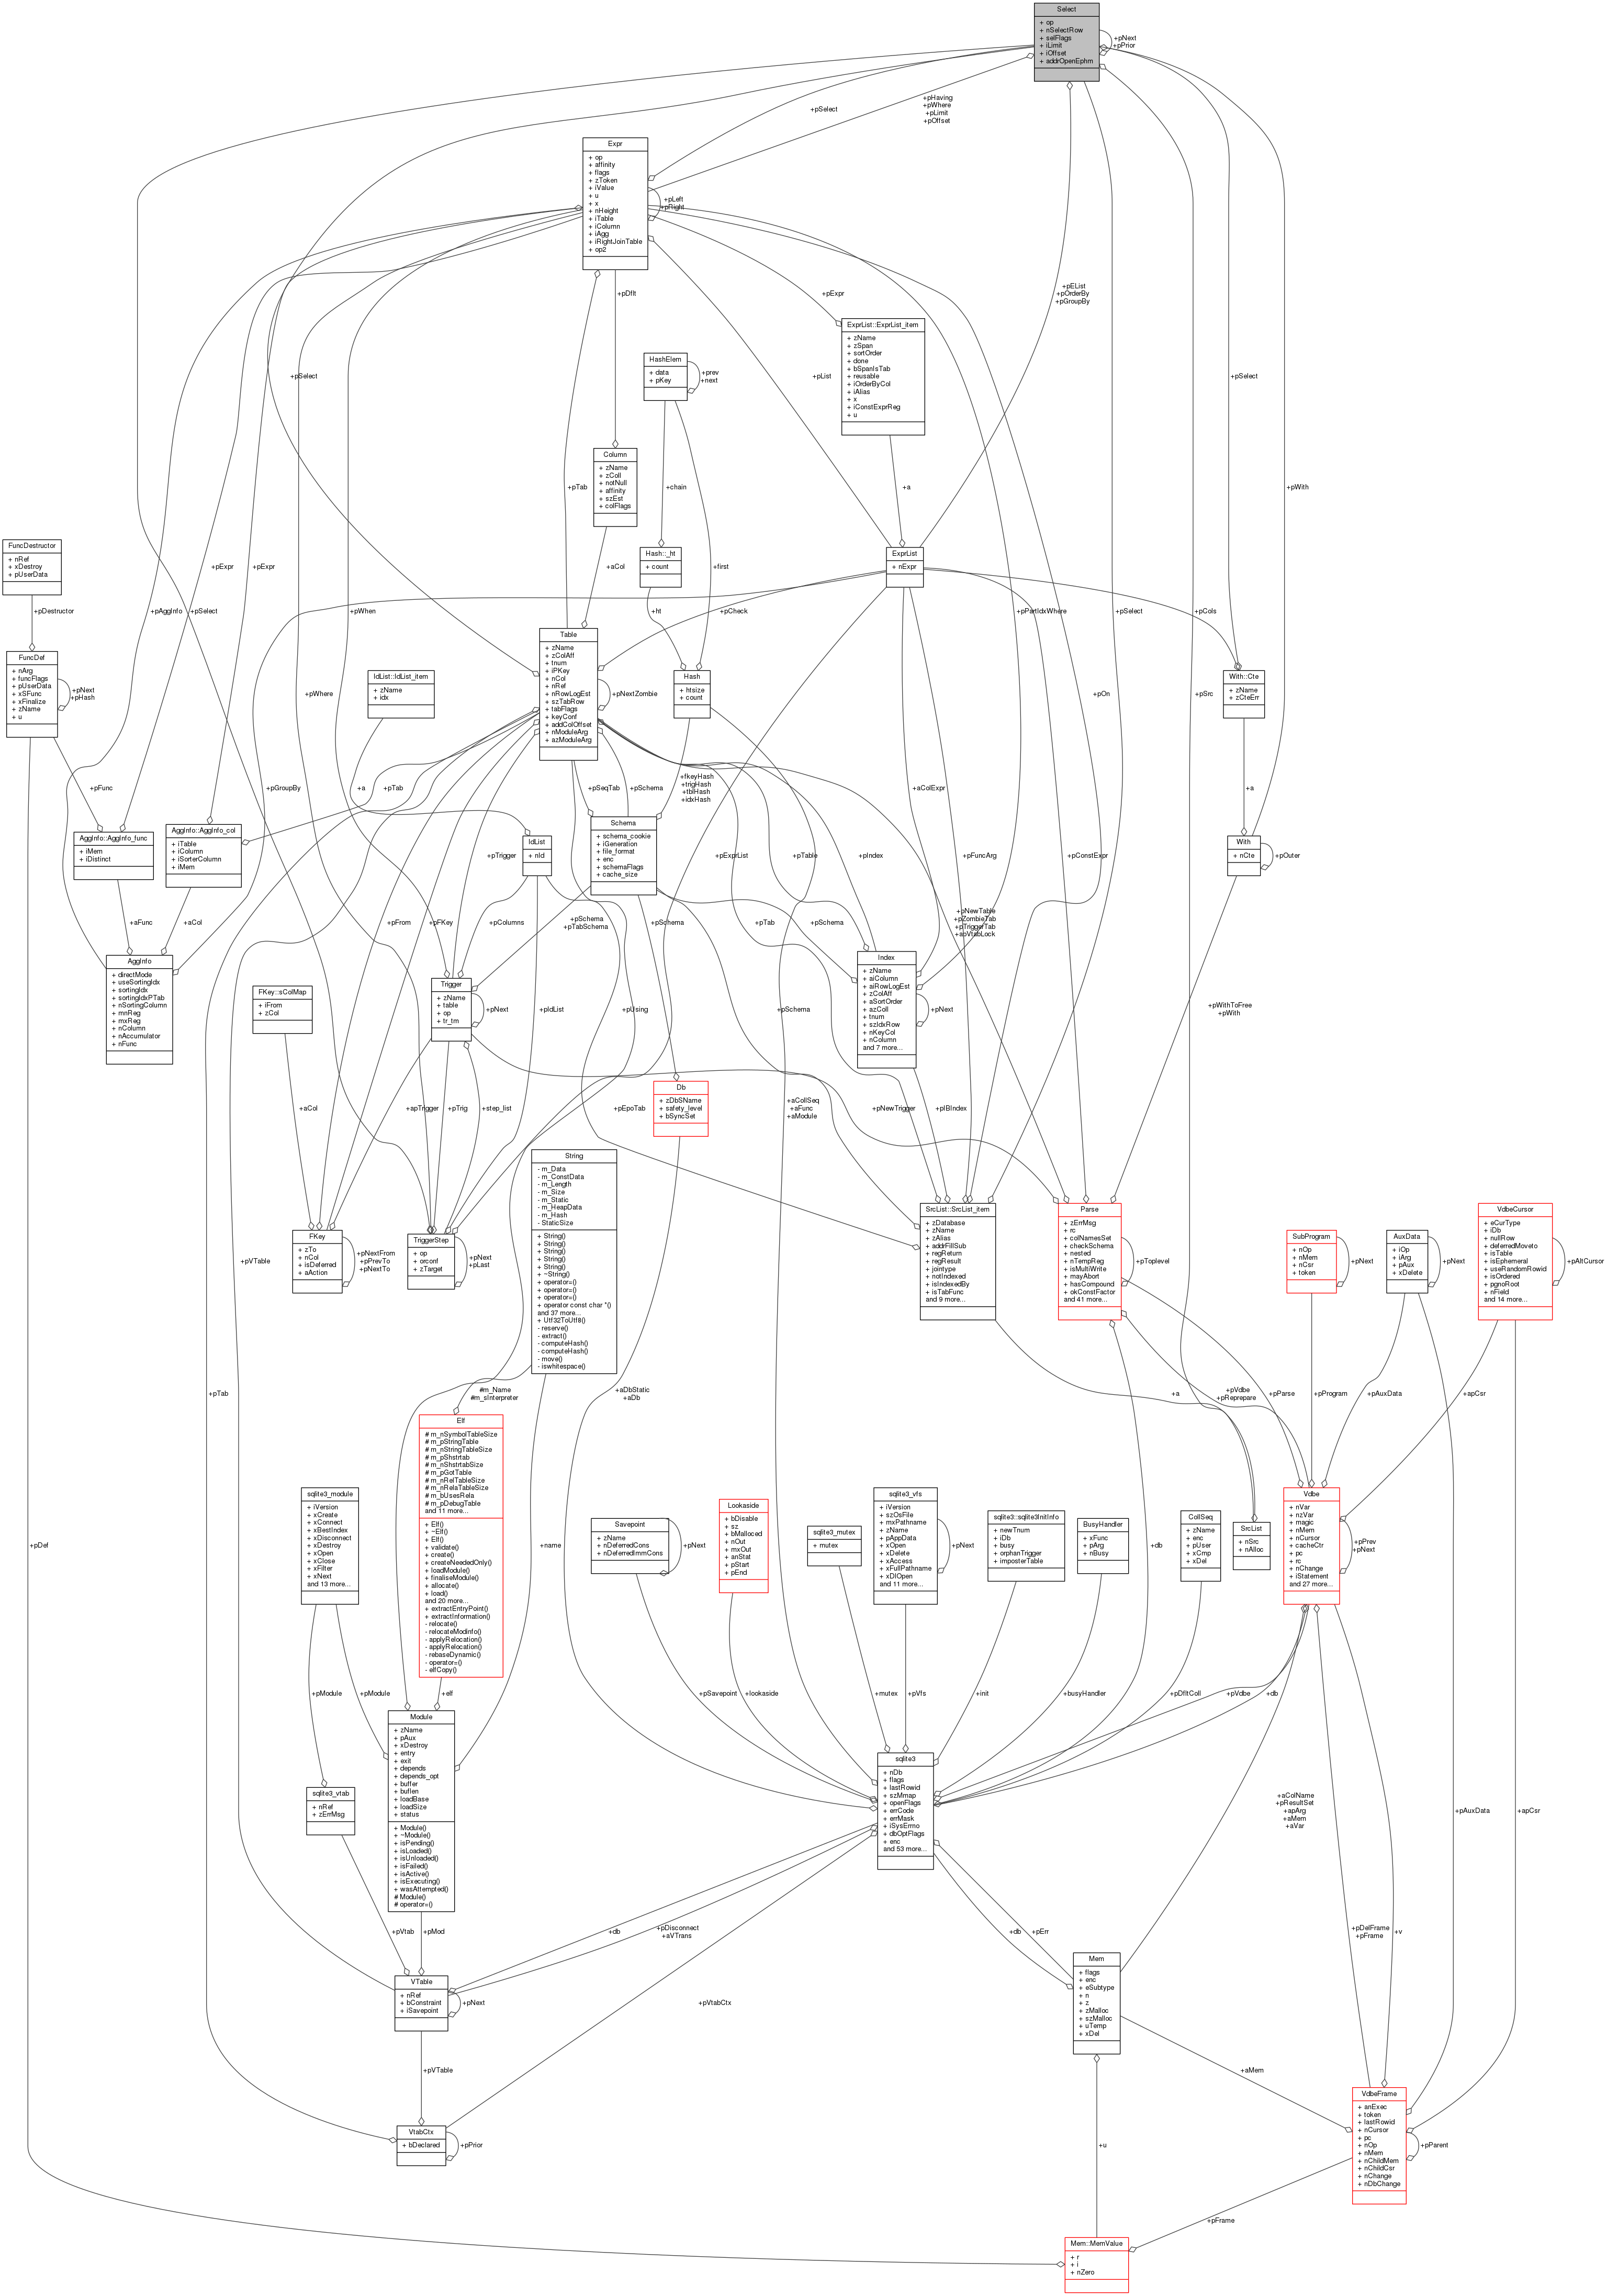 Select
+ op
+ nSelectRow
+ selFlags
+ iLimit
+ iOffset
+ addrOpenEphm
+pNext
+pPrior
+pSelect
+pHaving
+pWhere
+pLimit
+pOffset
Expr
+ op
+ affinity
+ flags
+ zToken
+ iValue
+ u
+ x
+ nHeight
+ iTable
+ iColumn
+ iAgg
+ iRightJoinTable
+ op2
+pLeft
+pRight
+pEList
+pOrderBy
+pGroupBy
+pDflt
+pExpr
ExprList::ExprList_item
+ zName
+ zSpan
+ sortOrder
+ done
+ bSpanIsTab
+ reusable
+ iOrderByCol
+ iAlias
+ x
+ iConstExprReg
+ u
HashElem
+ data
+ pKey
+prev
+next
+pSelect
+pList
+pSelect
+pWith
Column
+ zName
+ zColl
+ notNull
+ affinity
+ szEst
+ colFlags
+pTab
+chain
+a
FuncDestructor
+ nRef
+ xDestroy
+ pUserData
Hash::_ht
+ count
ExprList
+ nExpr
+pExpr
+pExpr
+aCol
+first
+pDestructor
+pAggInfo
+pSelect
+pWhen
+ht
+pCheck
+pPartIdxWhere
+pSelect
+pCols
FuncDef
+ nArg
+ funcFlags
+ pUserData
+ xSFunc
+ xFinalize
+ zName
+ u
+pNext
+pHash
IdList::IdList_item
+ zName
+ idx
Table
+ zName
+ zColAff
+ tnum
+ iPKey
+ nCol
+ nRef
+ nRowLogEst
+ szTabRow
+ tabFlags
+ keyConf
+ addColOffset
+ nModuleArg
+ azModuleArg
+pNextZombie
Hash
+ htsize
+ count
With::Cte
+ zName
+ zCteErr
+pWhere
+pOn
+pSrc
+pFunc
+pGroupBy
+pTab
+a
+pSeqTab
+pSchema
+fkeyHash
+trigHash
+tblHash
+idxHash
+aColExpr
+a
AggInfo::AggInfo_func
+ iMem
+ iDistinct
AggInfo::AggInfo_col
+ iTable
+ iColumn
+ iSorterColumn
+ iMem
IdList
+ nId
Schema
+ schema_cookie
+ iGeneration
+ file_format
+ enc
+ schemaFlags
+ cache_size
With
+ nCte
+pOuter
+pTrigger
+pExprList
+pTable
+pIndex
+pFuncArg
+pConstExpr
+aFunc
+aCol
+pFrom
+pFKey
+pColumns
+pSchema
+pTabSchema
+pSchema
+pTab
+pSchema
+pNewTable
+pZombieTab
+pTriggerTab
+apVtabLock
AggInfo
+ directMode
+ useSortingIdx
+ sortingIdx
+ sortingIdxPTab
+ nSortingColumn
+ mnReg
+ mxReg
+ nColumn
+ nAccumulator
+ nFunc
FKey::sColMap
+ iFrom
+ zCol
Trigger
+ zName
+ table
+ op
+ tr_tm
+pNext
Index
+ zName
+ aiColumn
+ aiRowLogEst
+ zColAff
+ aSortOrder
+ azColl
+ tnum
+ szIdxRow
+ nKeyCol
+ nColumn
and 7 more...
+pNext
+pIdList
+pUsing
+pSchema
+pWithToFree
+pWith
Db
+ zDbSName
+ safety_level
+ bSyncSet
+aCol
+apTrigger
+pTrig
+step_list
+pEpoTab
+aCollSeq
+aFunc
+aModule
+pNewTrigger
+pIBIndex
String
- m_Data
- m_ConstData
- m_Length
- m_Size
- m_Static
- m_HeapData
- m_Hash
- StaticSize
+ String()
+ String()
+ String()
+ String()
+ String()
+ ~String()
+ operator=()
+ operator=()
+ operator=()
+ operator const char *()
and 37 more...
+ Utf32ToUtf8()
- reserve()
- extract()
- computeHash()
- computeHash()
- move()
- iswhitespace()
FKey
+ zTo
+ nCol
+ isDeferred
+ aAction
+pNextFrom
+pPrevTo
+pNextTo
TriggerStep
+ op
+ orconf
+ zTarget
+pNext
+pLast
SrcList::SrcList_item
+ zDatabase
+ zName
+ zAlias
+ addrFillSub
+ regReturn
+ regResult
+ jointype
+ notIndexed
+ isIndexedBy
+ isTabFunc
and 9 more...
Parse
+ zErrMsg
+ rc
+ colNamesSet
+ checkSchema
+ nested
+ nTempReg
+ isMultiWrite
+ mayAbort
+ hasCompound
+ okConstFactor
and 41 more...
+pToplevel
SubProgram
+ nOp
+ nMem
+ nCsr
+ token
+pNext
AuxData
+ iOp
+ iArg
+ pAux
+ xDelete
+pNext
VdbeCursor
+ eCurType
+ iDb
+ nullRow
+ deferredMoveto
+ isTable
+ isEphemeral
+ useRandomRowid
+ isOrdered
+ pgnoRoot
+ nField
and 14 more...
+pAltCursor
+pVTable
+pTab
#m_Name
#m_sInterpreter
+aDbStatic
+aDb
+a
+pVdbe
+pReprepare
+pParse
+pProgram
+pAuxData
+apCsr
Elf
# m_nSymbolTableSize
# m_pStringTable
# m_nStringTableSize
# m_pShstrtab
# m_nShstrtabSize
# m_pGotTable
# m_nRelTableSize
# m_nRelaTableSize
# m_bUsesRela
# m_pDebugTable
and 11 more...
+ Elf()
+ ~Elf()
+ Elf()
+ validate()
+ create()
+ createNeededOnly()
+ loadModule()
+ finaliseModule()
+ allocate()
+ load()
and 20 more...
+ extractEntryPoint()
+ extractInformation()
- relocate()
- relocateModinfo()
- applyRelocation()
- applyRelocation()
- rebaseDynamic()
- operator=()
- elfCopy()
+pDef
+name
+db
sqlite3_module
+ iVersion
+ xCreate
+ xConnect
+ xBestIndex
+ xDisconnect
+ xDestroy
+ xOpen
+ xClose
+ xFilter
+ xNext
and 13 more...
Savepoint
+ zName
+ nDeferredCons
+ nDeferredImmCons
+pNext
Lookaside
+ bDisable
+ sz
+ bMalloced
+ nOut
+ mxOut
+ anStat
+ pStart
+ pEnd
sqlite3_mutex
+ mutex
sqlite3_vfs
+ iVersion
+ szOsFile
+ mxPathname
+ zName
+ pAppData
+ xOpen
+ xDelete
+ xAccess
+ xFullPathname
+ xDlOpen
and 11 more...
+pNext
sqlite3::sqlite3InitInfo
+ newTnum
+ iDb
+ busy
+ orphanTrigger
+ imposterTable
BusyHandler
+ xFunc
+ pArg
+ nBusy
CollSeq
+ zName
+ enc
+ pUser
+ xCmp
+ xDel
SrcList
+ nSrc
+ nAlloc
Vdbe
+ nVar
+ nzVar
+ magic
+ nMem
+ nCursor
+ cacheCtr
+ pc
+ rc
+ nChange
+ iStatement
and 27 more...
+pPrev
+pNext
+pModule
+pModule
+elf
+pSavepoint
+lookaside
+mutex
+pVfs
+init
+busyHandler
+pDfltColl
+pVdbe
+db
Module
+ zName
+ pAux
+ xDestroy
+ entry
+ exit
+ depends
+ depends_opt
+ buffer
+ buflen
+ loadBase
+ loadSize
+ status
+ Module()
+ ~Module()
+ isPending()
+ isLoaded()
+ isUnloaded()
+ isFailed()
+ isActive()
+ isExecuting()
+ wasAttempted()
# Module()
# operator=()
sqlite3_vtab
+ nRef
+ zErrMsg
sqlite3
+ nDb
+ flags
+ lastRowid
+ szMmap
+ openFlags
+ errCode
+ errMask
+ iSysErrno
+ dbOptFlags
+ enc
and 53 more...
+aColName
+pResultSet
+apArg
+aMem
+aVar
+pAuxData
+apCsr
+pVtab
+pMod
+db
+pDisconnect
+aVTrans
+db
+pErr
+pDelFrame
+pFrame
+v
VTable
+ nRef
+ bConstraint
+ iSavepoint
+pNext
Mem
+ flags
+ enc
+ eSubtype
+ n
+ z
+ zMalloc
+ szMalloc
+ uTemp
+ xDel
+pVtabCtx
+pVTable
+aMem
VtabCtx
+ bDeclared
+pPrior
VdbeFrame
+ anExec
+ token
+ lastRowid
+ nCursor
+ pc
+ nOp
+ nMem
+ nChildMem
+ nChildCsr
+ nChange
+ nDbChange
+pParent
+u
+pFrame
Mem::MemValue
+ r
+ i
+ nZero